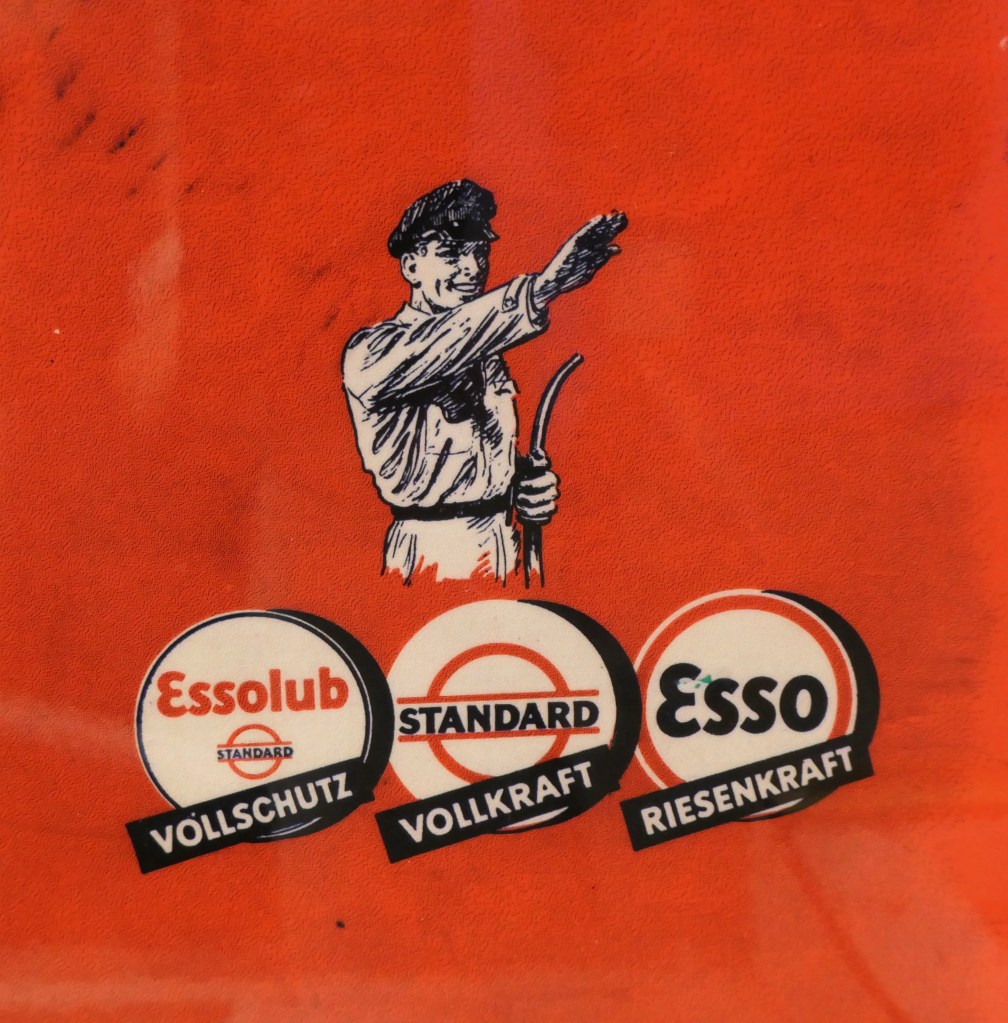 Essolub
STANDARD
VOLLSCHUTZ
STANDARD
VOLLKRAFT
Esso
RIESENKRAFT